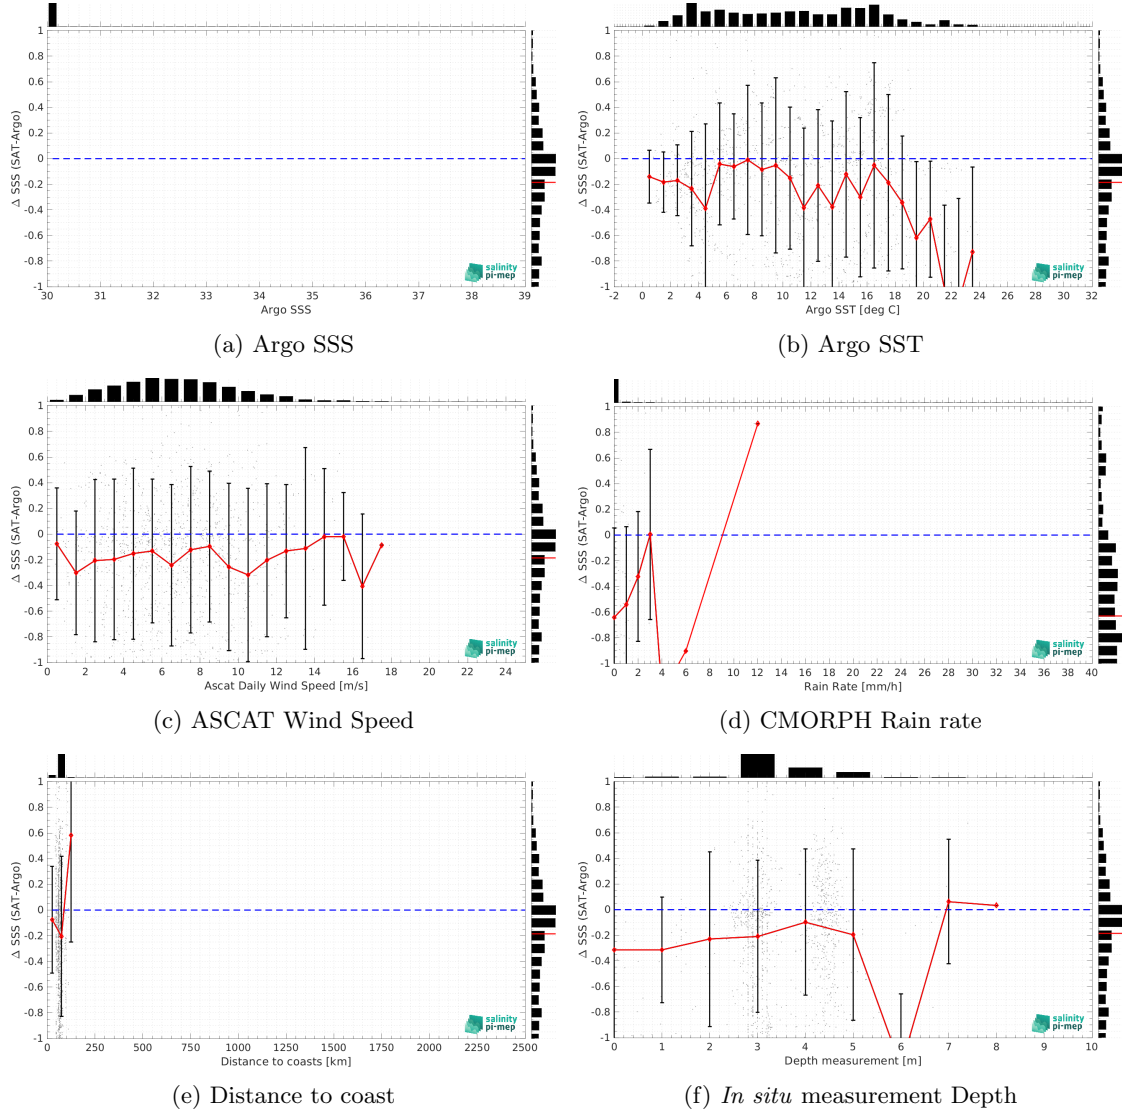 1
0.8
0.6
0.4
0.2
0
-0.2
-0.4
-0.6
-0.8
-1
Δ SSS (SAT-Argo)
30 31 32 33 34 35 36 37 38 39
Argo SSS
salinity
pi-mep
(a) Argo SSS
1
0.8
0.6
0.4
0.2
0
-0.2
-0.4
-0.6
-0.8
-1
Δ SSS (SAT-Argo)
-2 0 2 4 6 8 10 12 14 16 18 20 22 24 26 28 30 32
Argo SST [deg C]
salinity
pi-mep
(b) Argo SST
1
0.8
0.6
0.4
0.2
0
-0.2
-0.4
-0.6
-0.8
-1
Δ SSS (SAT-Argo)
0 2 4 6 8 10 12 14 16 18 20 22 24
Ascat Daily Wind Speed [m/s]
salinity
pi-mep
(c) ASCAT Wind Speed
1
0.8
0.6
0.4
0.2
0
-0.2
-0.4
-0.6
-0.8
-1
Δ SSS (SAT-Argo)
0 2 4 6 8 10 12 14 16 18 20 22 24 26 28 30 32 34 36 38 40
Rain Rate [mm/h]
salinity
pi-mep
(d) CMORPH Rain rate
1
0.8
0.6
0.4
0.2
0
-0.2
-0.4
-0.6
-0.8
-1
Δ SSS (SAT-Argo)
0 250 500 750 1000 1250 1500 1750 2000 2250 2500
Distance to coasts [km]
salinity
pi-mep
(e) Distance to coast
1
0.8
0.6
0.4
0.2
0
-0.2
-0.4
-0.6
-0.8
-1
Δ SSS (SAT-Argo)
0 1 2 3 4 5 6 7 8 9 10
Depth measurement [m]
salinity
pi-mep
(f) In situ measurement Depth